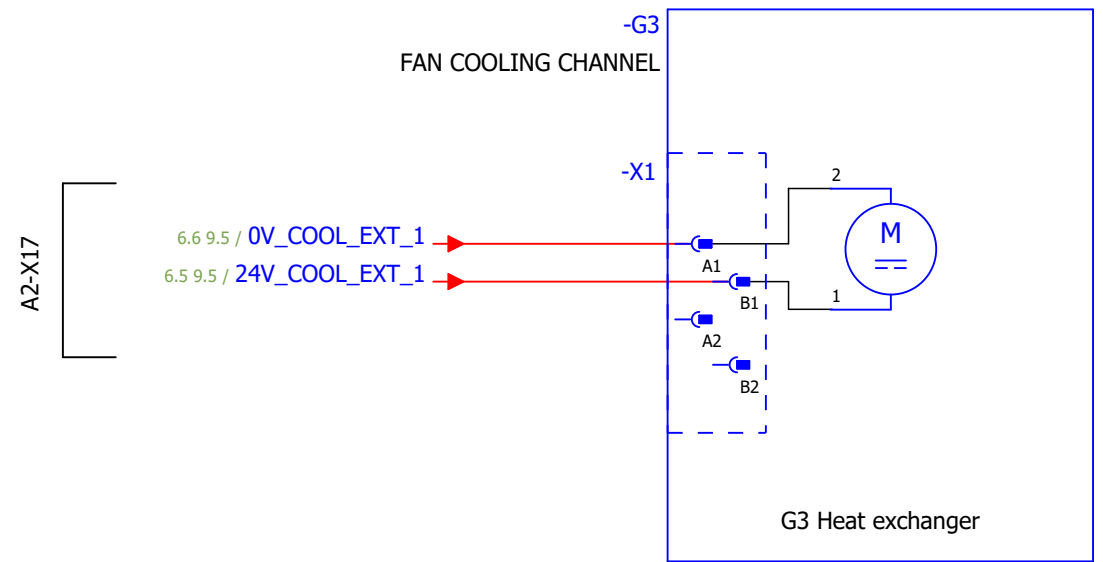 -G3
FAN COOLING CHANNEL
-X1
A2-X17
6.6 9.5 / 0V_COOL_EXT_1
6.5 9.5 / 24V_COOL_EXT_1
A1
B1
A2
B2
2
M
1
G3 Heat exchanger